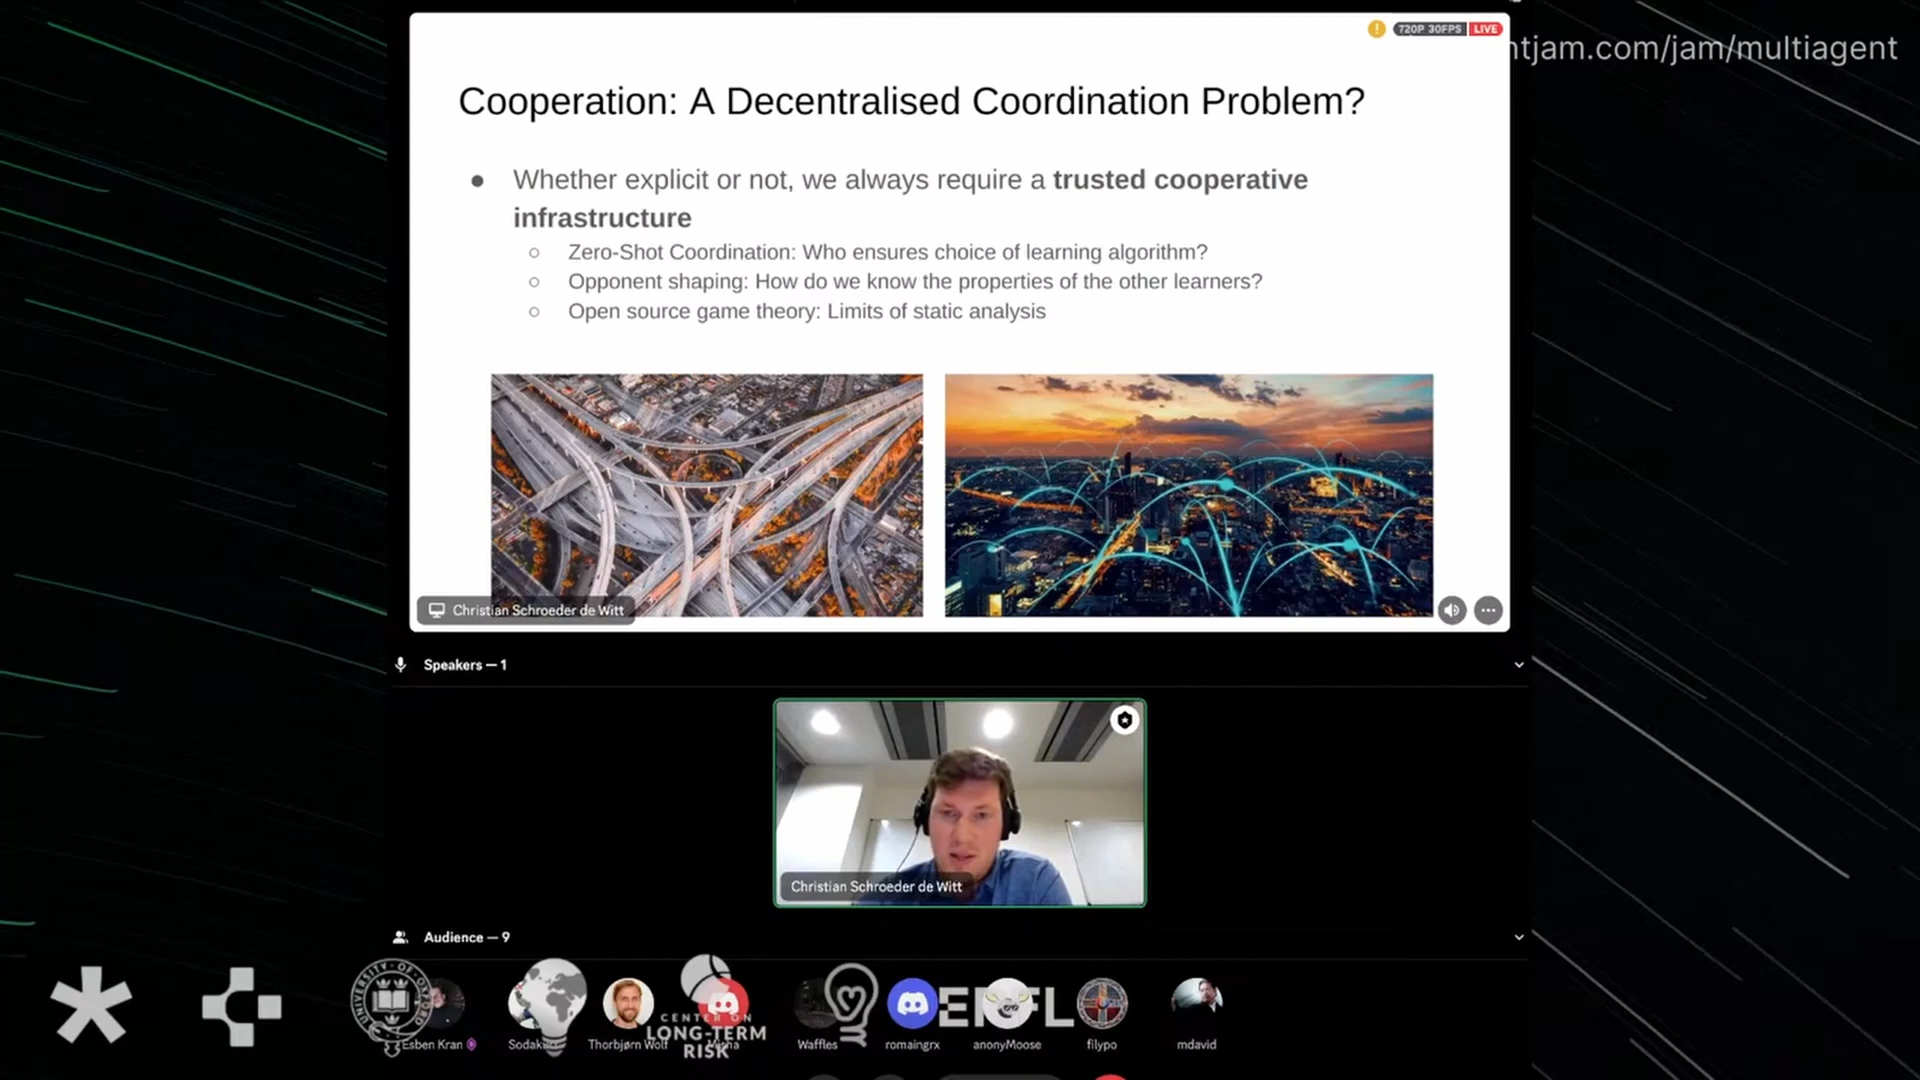 720P 30FPS LIVE
ntjam.com/jam/multiagent
Cooperation: A Decentralised Coordination Problem?
Whether explicit or not, we always require a trusted cooperative
infrastructure
Zero-Shot Coordination: Who ensures choice of learning algorithm?
Opponent shaping: How do we know the properties of the other learners?
Open source game theory: Limits of static analysis
Christian Schroeder de Witt
Speakers — 1
Christian Schroeder de Witt
Audience — 9
UNIVERSITY OF OXFORD
CENTER ON
LONG-TERM
RISK
Esben Kran
Thorbjørn Wolf
Waffles
romaingrx
anonyMoose
filypo
mdavid